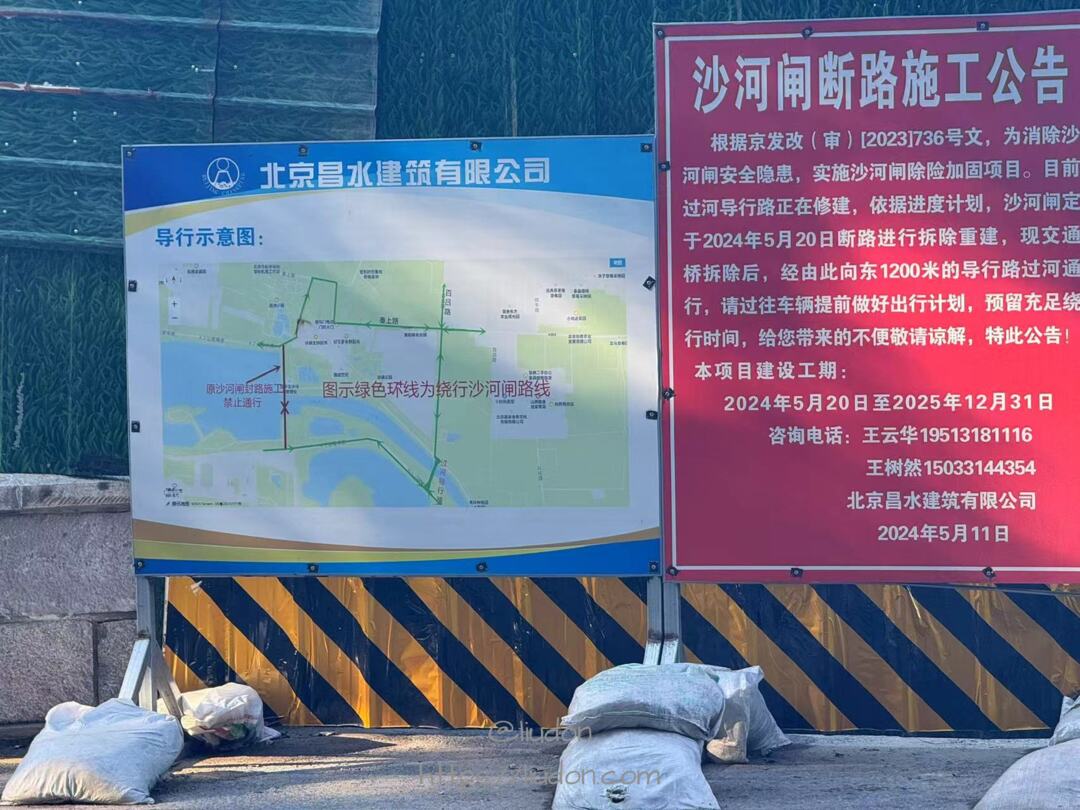 北京昌水建筑有限公司
导行示意图：
百吕路
秦上路
原沙河闸封路施工
禁止通行
图示绿色环线为绕行沙河闸路线
沙河闸断路施工公告
根据京发改（审）[2023]736号文，为消除沙
河闸安全隐患，实施沙河闸除险加固项目。目前
过河导行路正在修建，依据进度计划，沙河闸定
于2024年5月20日断路进行拆除重建，现交通
桥拆除后，经由此向东1200米的导行路过河通
行，请过往车辆提前做好出行计划，预留充足绕
行时间，给您带来的不便敬请谅解，特此公告！
本项目建设工期：
2024年5月20日至2025年12月31日
咨询电话：王云华19513181116
王树然15033144354
北京昌水建筑有限公司
2024年5月11日
@liudon